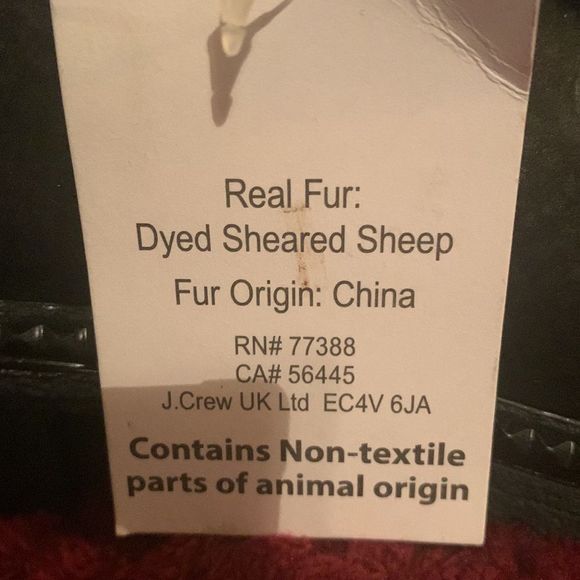 Real Fur:
Dyed Sheared Sheep
Fur Origin: China
RN# 77388
CA# 56445
J.Crew UK Ltd EC4V 6JA
Contains Non-textile
parts of animal origin